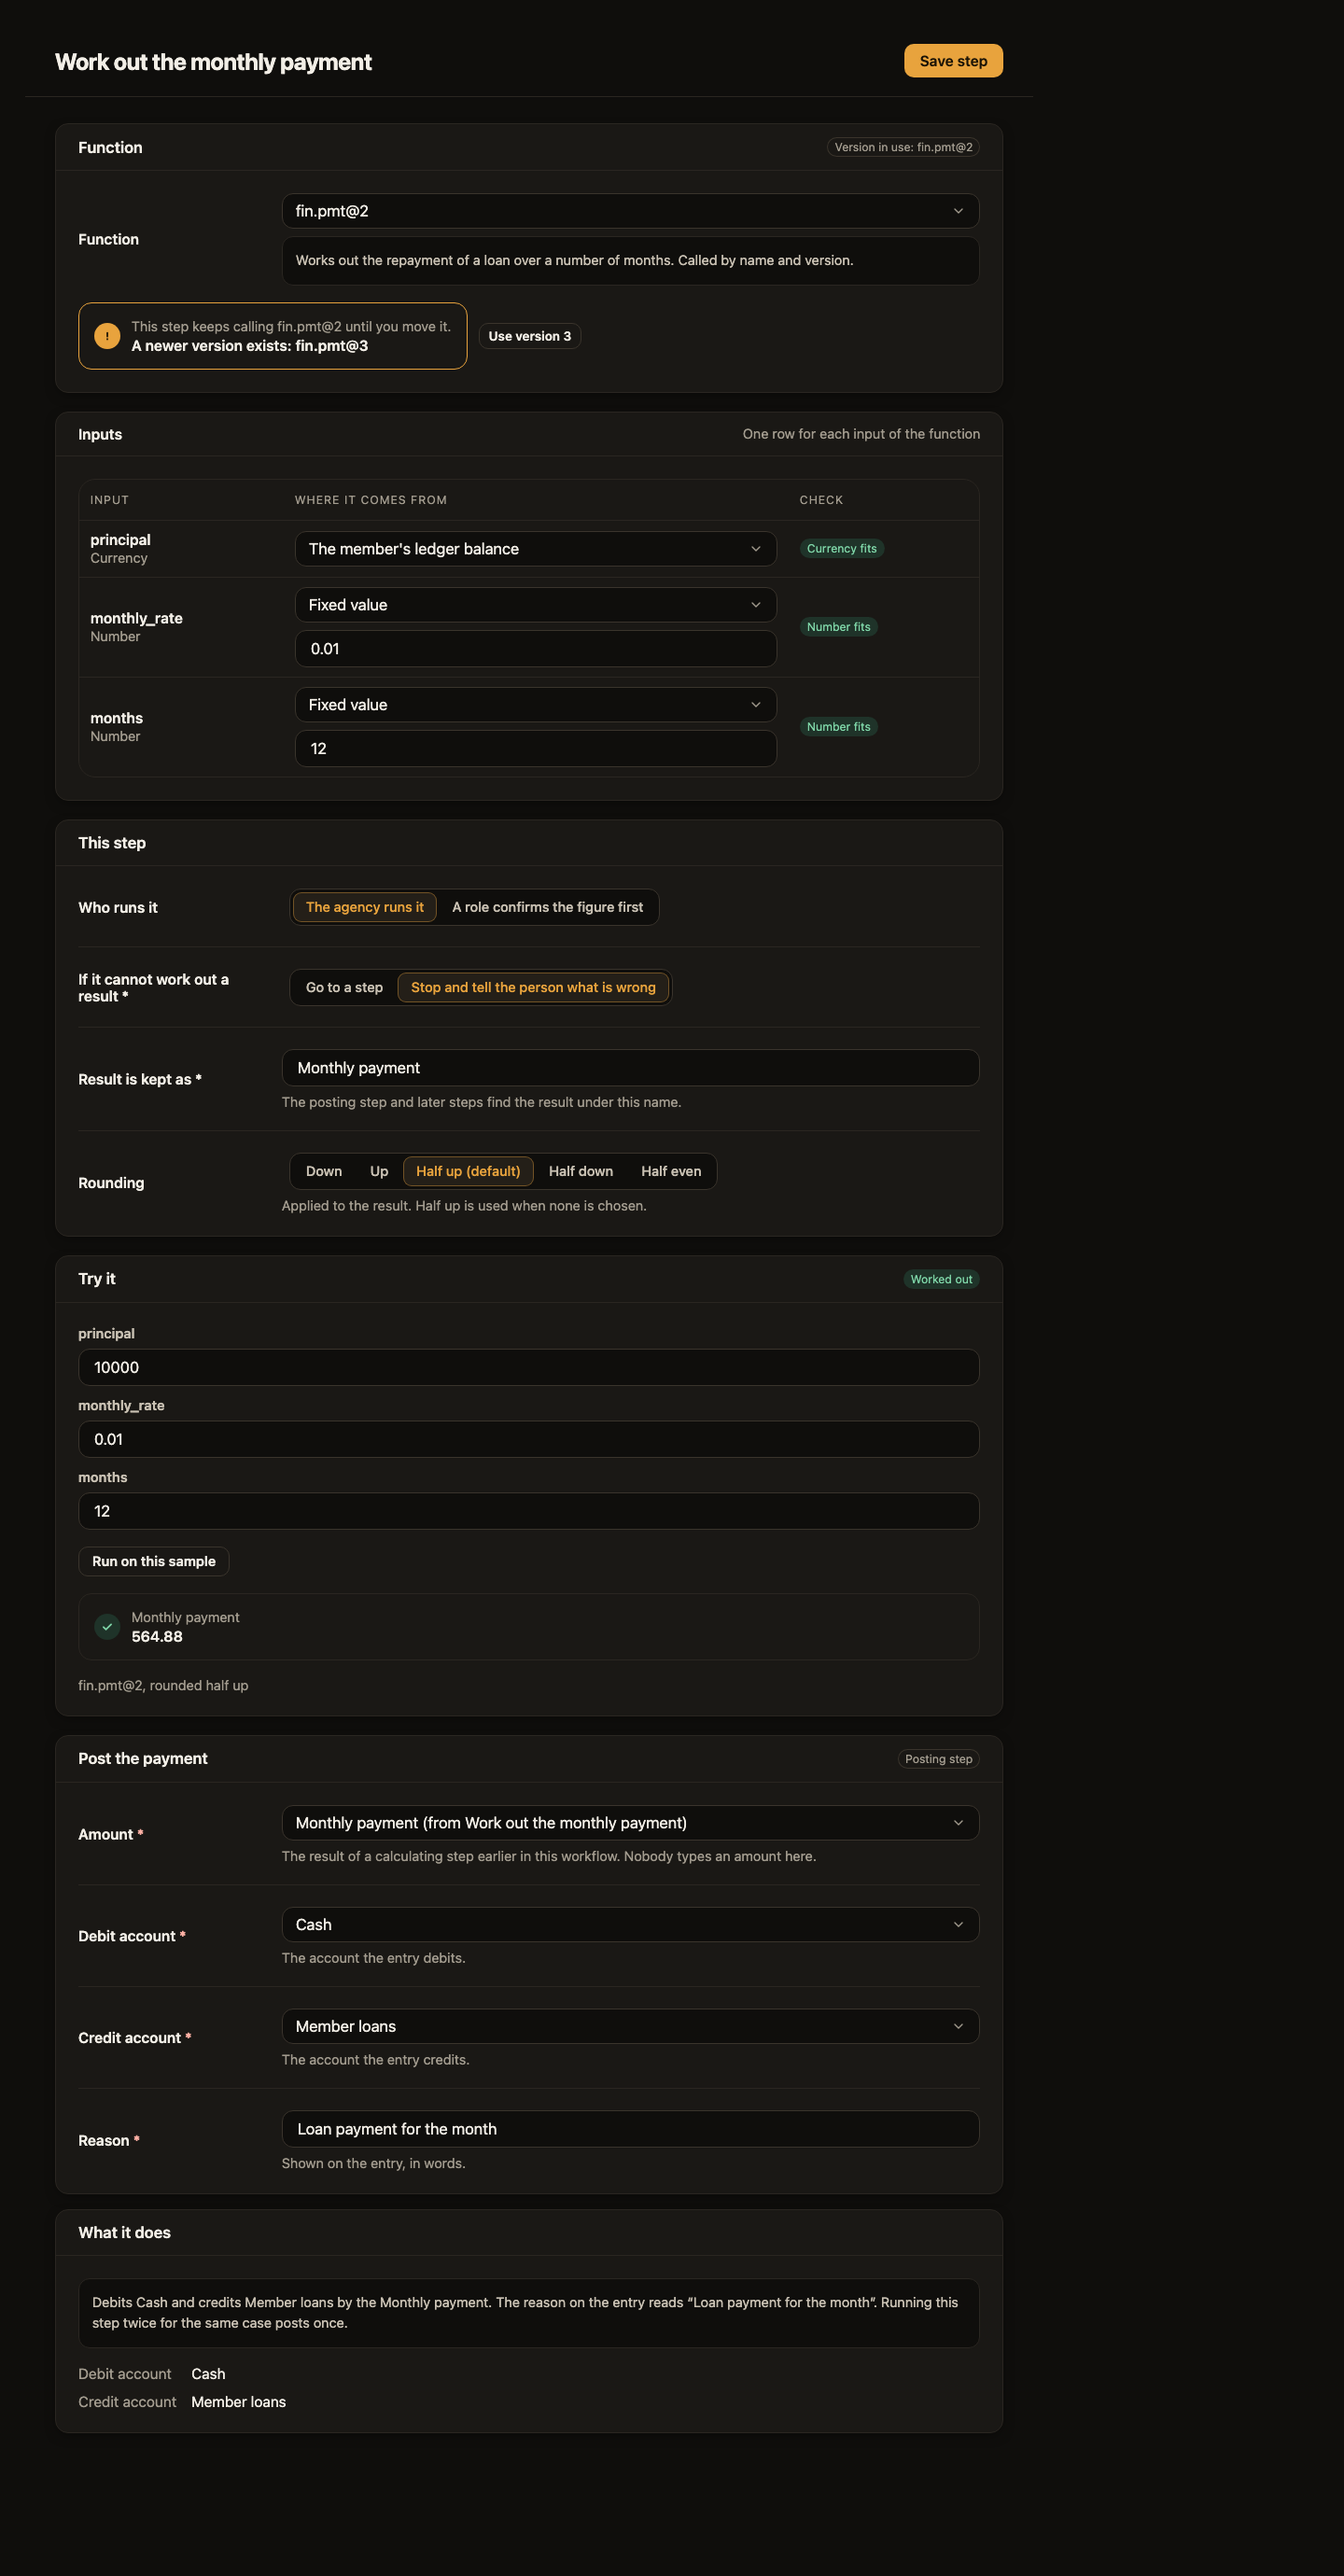 Work out the monthly payment
Save step
Function
Version in use: fin.pmt@2
Function
fin.pmt@2
Works out the repayment of a loan over a number of months. Called by name and version.
!
This step keeps calling fin.pmt@2 until you move it.
A newer version exists: fin.pmt@3
Use version 3
Inputs
One row for each input of the function
INPUT
WHERE IT COMES FROM
CHECK
principal
Currency
The member's ledger balance
Currency fits
monthly_rate
Number
Fixed value
0.01
Number fits
months
Number
Fixed value
12
Number fits
This step
Who runs it
The agency runs it
A role confirms the figure first
If it cannot work out a
result *
Go to a step
Stop and tell the person what is wrong
Result is kept as *
Monthly payment
The posting step and later steps find the result under this name.
Rounding
Down
Up
Half up (default)
Half down
Half even
Applied to the result. Half up is used when none is chosen.
Try it
Worked out
principal
10000
monthly_rate
0.01
months
12
Run on this sample
Monthly payment
564.88
fin.pmt@2, rounded half up
Post the payment
Posting step
Amount *
Monthly payment (from Work out the monthly payment)
The result of a calculating step earlier in this workflow. Nobody types an amount here.
Debit account *
Cash
The account the entry debits.
Credit account *
Member loans
The account the entry credits.
Reason *
Loan payment for the month
Shown on the entry, in words.
What it does
Debits Cash and credits Member loans by the Monthly payment. The reason on the entry reads “Loan payment for the month”. Running this
step twice for the same case posts once.
Debit account
Cash
Credit account
Member loans